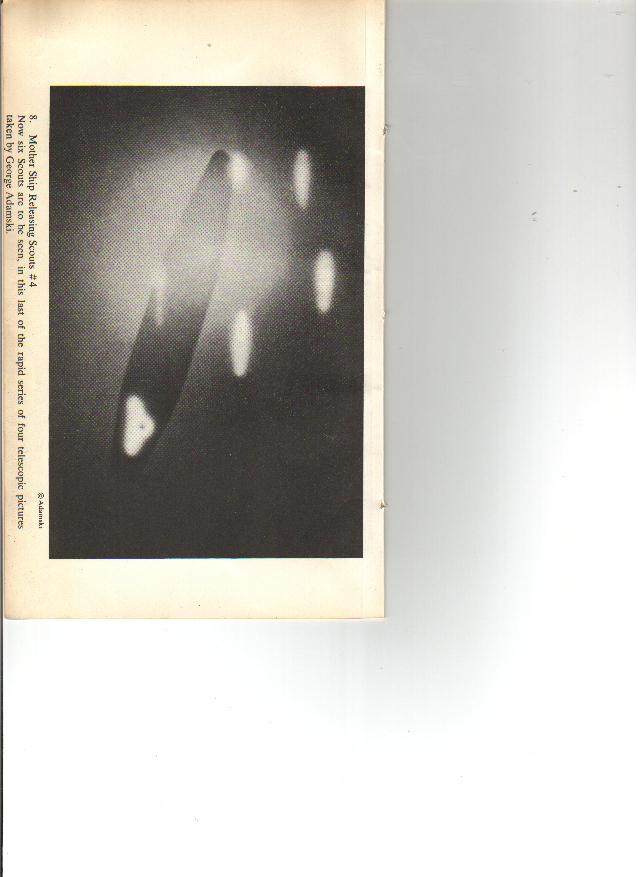 © Adamski
8. Mother Ship Releasing Scouts #4
Now six Scouts are to be seen, in this last of the rapid series of four telescopic pictures
taken by George Adamski.